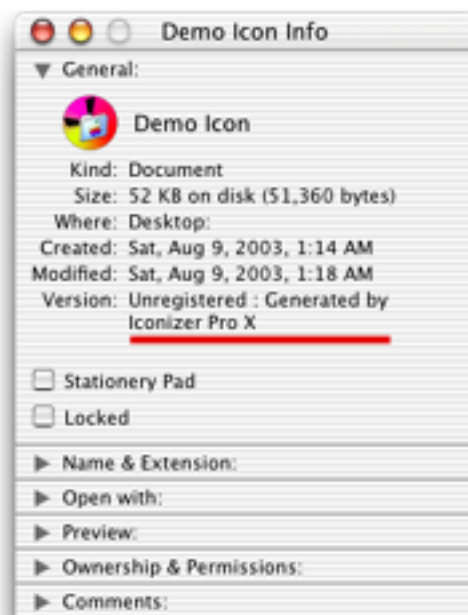 Demo Icon Info
General:
Demo Icon
Kind: Document
Size: 52 KB on disk (51,360 bytes)
Where: Desktop:
Created: Sat, Aug 9, 2003, 1:14 AM
Modified: Sat, Aug 9, 2003, 1:18 AM
Version: Unregistered : Generated by
Iconizer Pro X
Stationery Pad
Locked
Name & Extension:
Open with:
Preview:
Ownership & Permissions:
Comments: